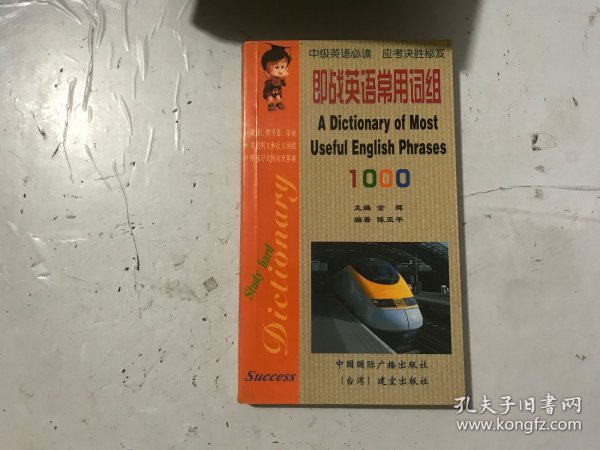 中级英语必读 应考决胜秘笈
即战英语常用词组
A Dictionary of Most
Useful English Phrases
1000
主编 金辉
编著 陈亚平
Study hard
Dictionary
Success
中国国际广播出版社
(台湾) 建宏出版社
孔夫子旧书网
www.kongfz.com